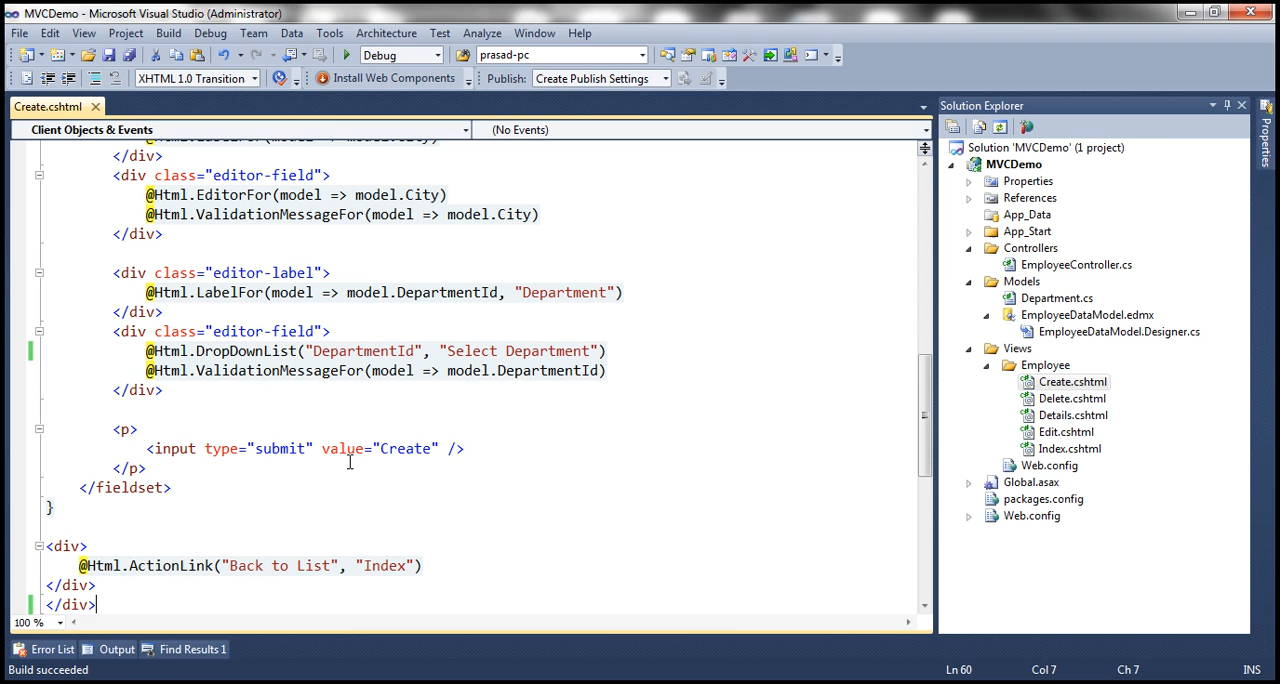 MVCDemo - Microsoft Visual Studio (Administrator)
File Edit View Project Build Debug Team Data Tools Architecture Test Analyze Window Help
Debug prasad-pc
XHTML 1.0 Transition Install Web Components Publish: Create Publish Settings
Create.cshtml
Client Objects & Events (No Events)
</div>
<div class="editor-field">
@Html.EditorFor(model => model.City)
@Html.ValidationMessageFor(model => model.City)
</div>
<div class="editor-label">
@Html.LabelFor(model => model.DepartmentId, "Department")
</div>
<div class="editor-field">
@Html.DropDownList("DepartmentId", "Select Department")
@Html.ValidationMessageFor(model => model.DepartmentId)
</div>
<p>
<input type="submit" value="Create" />
</p>
</fieldset>
}
<div>
@Html.ActionLink("Back to List", "Index")
</div>
</div>
100 %
Solution Explorer
Solution 'MVCDemo' (1 project)
MVCDemo
Properties
References
App_Data
App_Start
Controllers
EmployeeController.cs
Models
Department.cs
EmployeeDataModel.edmx
EmployeeDataModel.Designer.cs
Views
Employee
Create.cshtml
Delete.cshtml
Details.cshtml
Edit.cshtml
Index.cshtml
Web.config
Global.asax
packages.config
Web.config
Properties
Error List Output Find Results 1
Build succeeded Ln 60 Col 7 Ch 7 INS